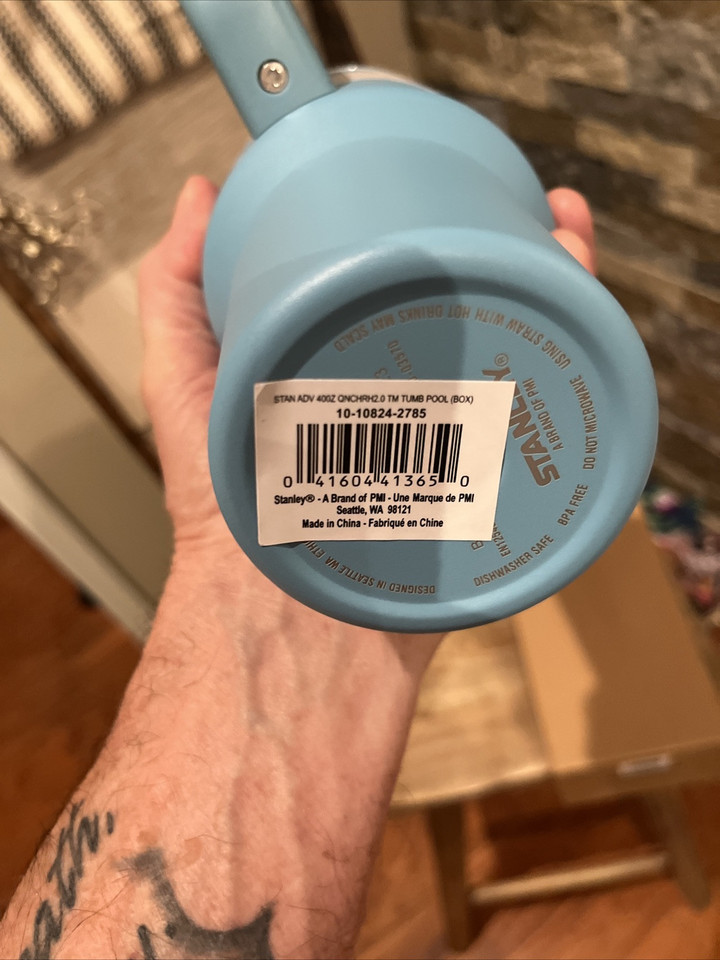 STAN ADV 40OZ QNCHRH2.0 TM TUMB POOL (BOX)
10-10824-2785
0 41604 41365 0
Stanley® - A Brand of PMI - Une Marque de PMI
Seattle, WA 98121
Made in China - Fabriqué en Chine
STANLEY®
A BRAND OF PMI
USING STRAW WITH HOT DRINKS MAY SCALD
DO NOT MICROWAVE
BPA FREE
DISHWASHER SAFE
DESIGNED IN SEATTLE WA
03510